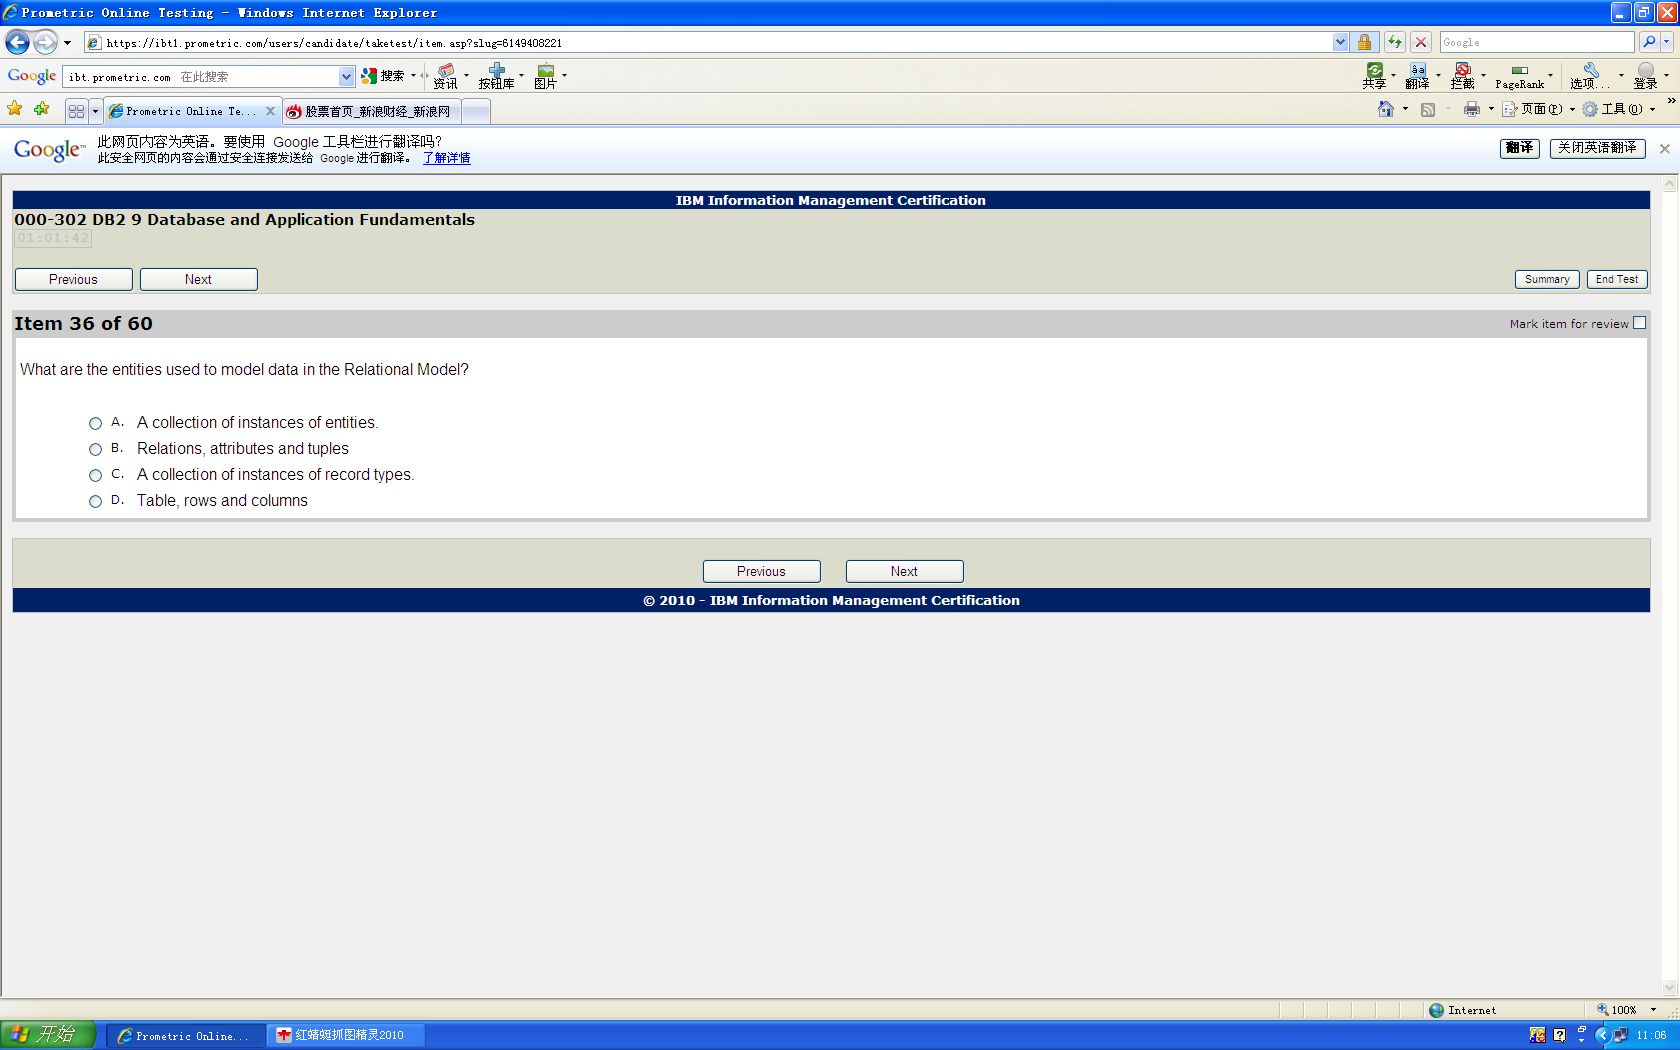 Prometric Online Testing - Windows Internet Explorer
https://ibt1.prometric.com/users/candidate/taketest/item.asp?slug=6149408221
Google
Google
ibt.prometric.com 在此搜索
搜索
资讯
按钮库
图片
共享
翻译
拦截
PageRank
选项...
登录
Prometric Online Te...
股票首页_新浪财经_新浪网
页面(P)
工具(O)
Google™
此网页内容为英语。要使用 Google 工具栏进行翻译吗?
此安全网页的内容会通过安全连接发送给 Google 进行翻译。 了解详情
翻译
关闭英语翻译
IBM Information Management Certification
000-302 DB2 9 Database and Application Fundamentals
01:01:42
Previous
Next
Summary
End Test
Item 36 of 60
Mark item for review
What are the entities used to model data in the Relational Model?
A. A collection of instances of entities.
B. Relations, attributes and tuples
C. A collection of instances of record types.
D. Table, rows and columns
Previous
Next
© 2010 - IBM Information Management Certification
Internet
100%
开始
Prometric Online...
红蜻蜓抓图精灵2010
11:06